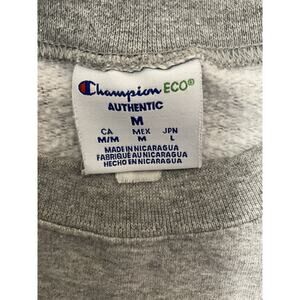 Champion ECO®
AUTHENTIC
M
CA MEX JPN
M/M M L
MADE IN NICARAGUA
FABRIQUÉ AU NICARAGUA
HECHO EN NICARAGUA